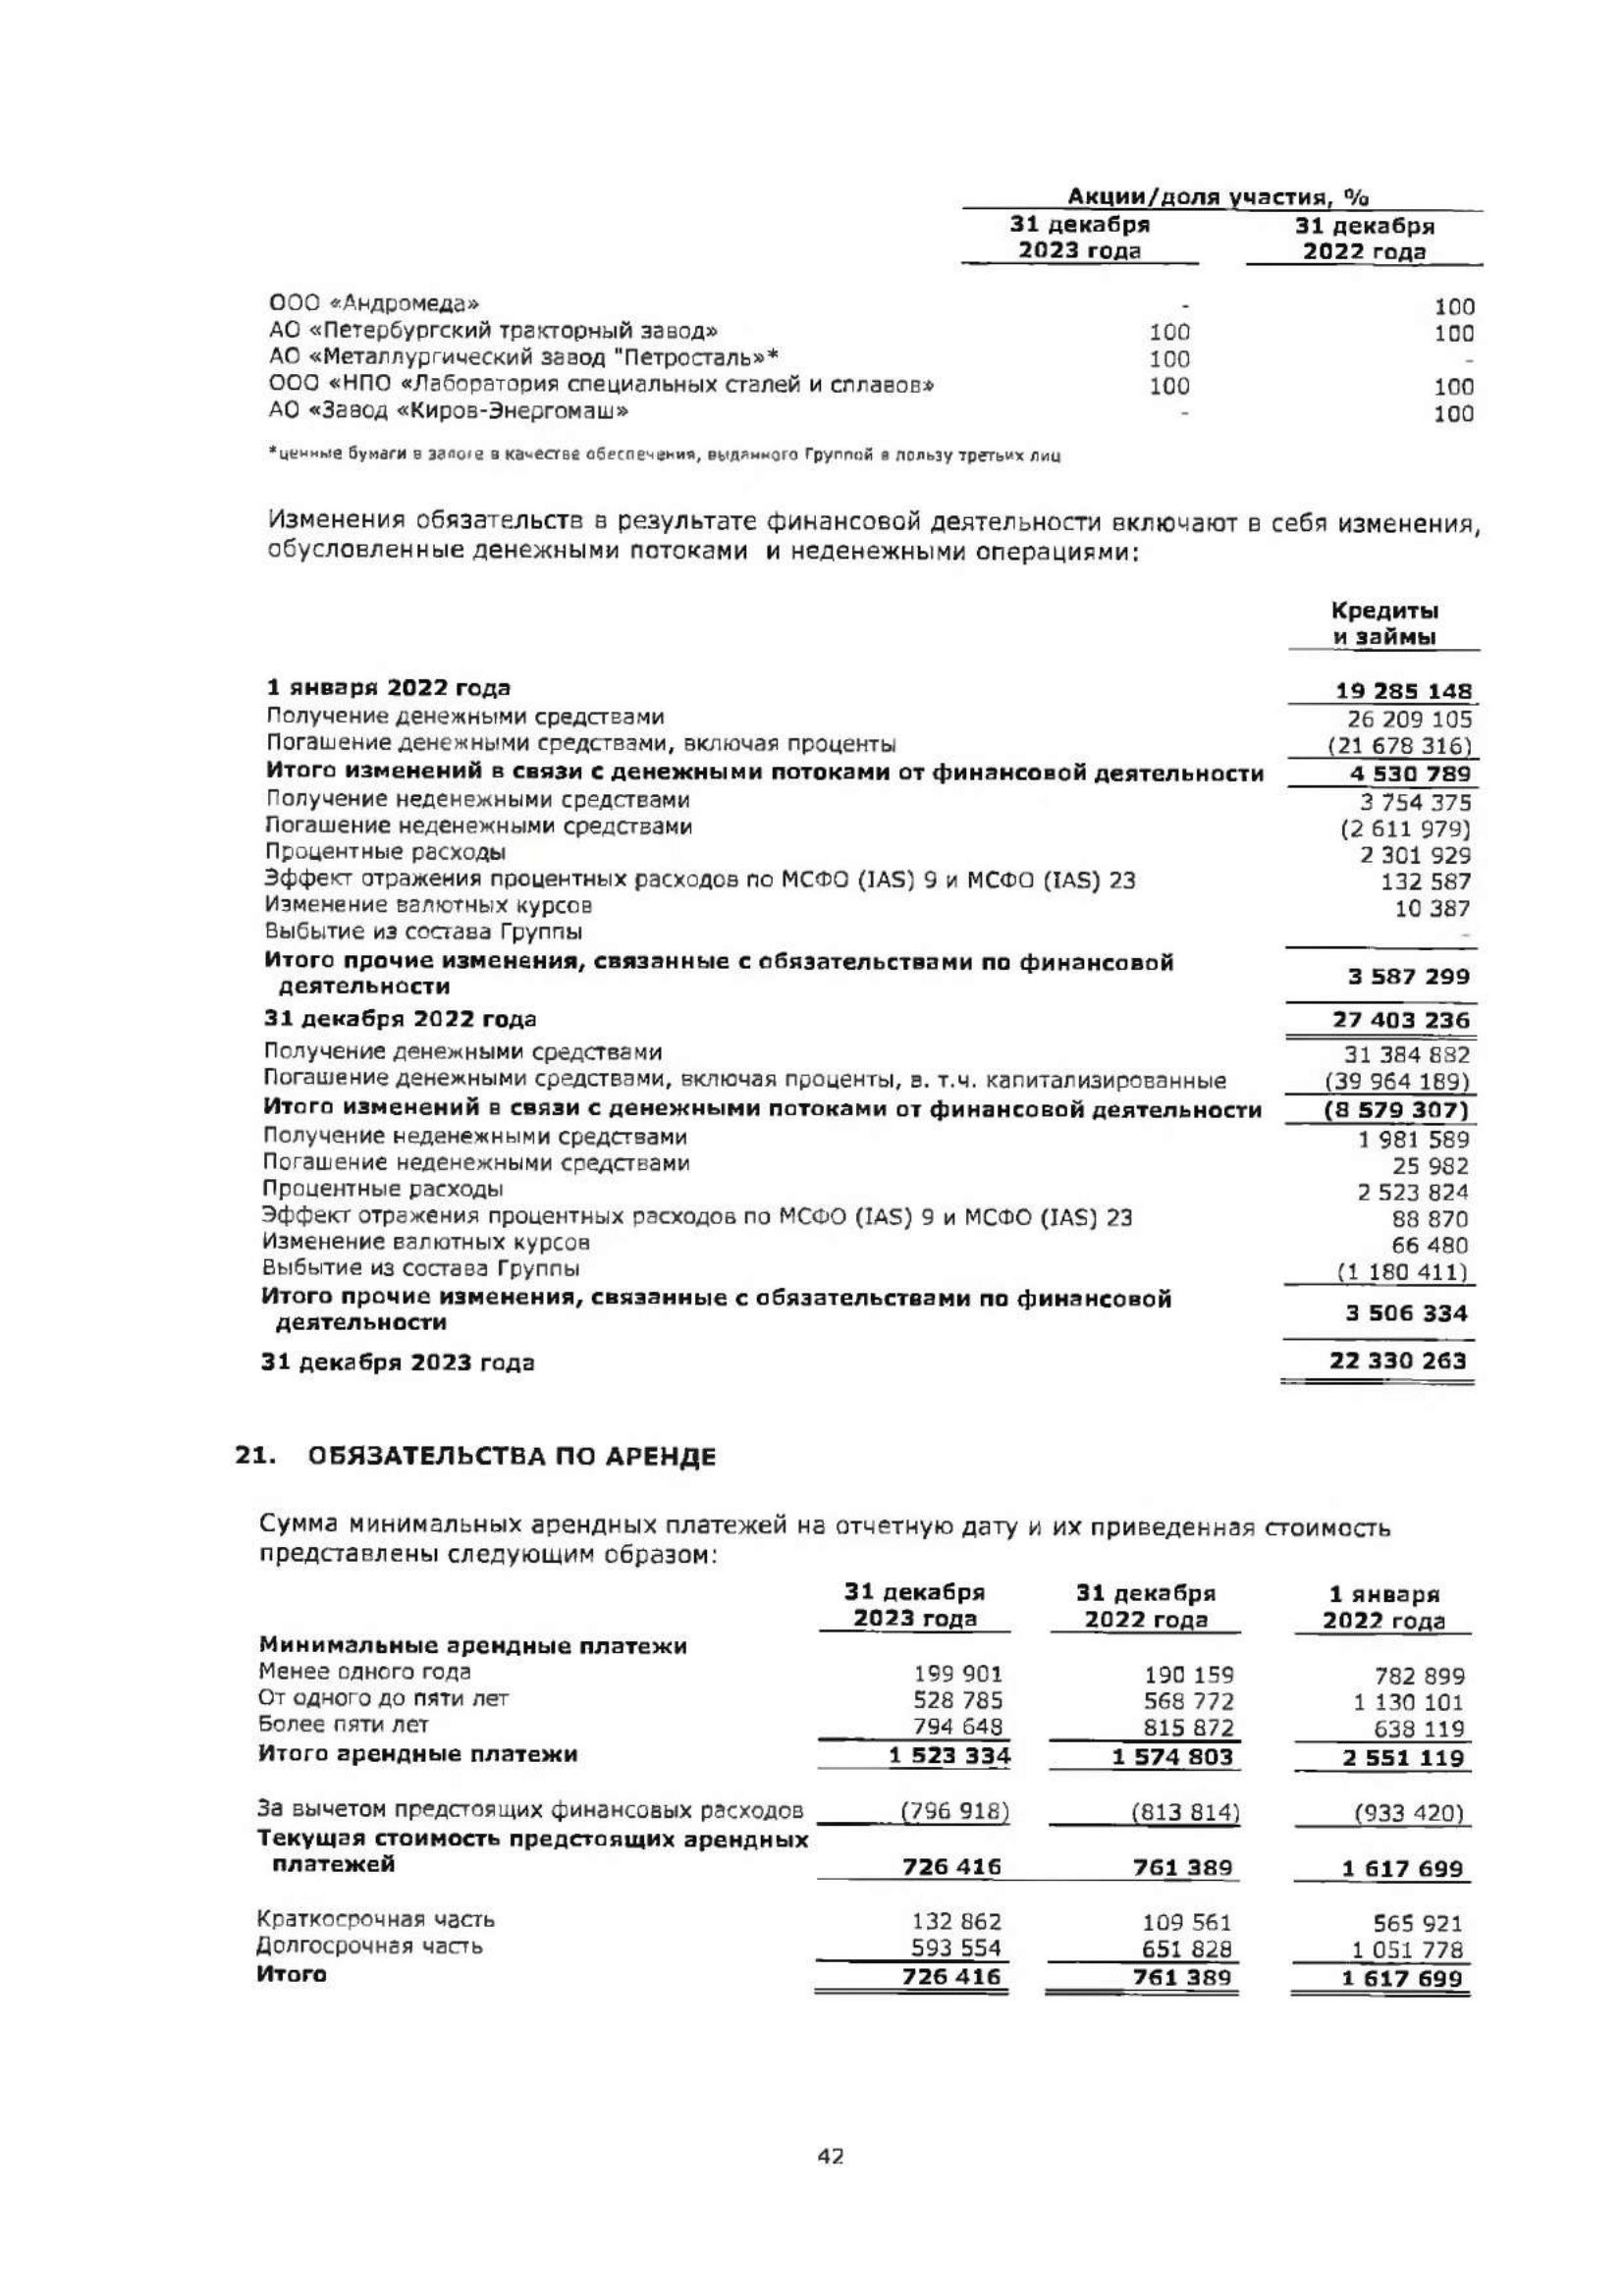 Акции/доля участия, %
31 декабря 31 декабря
2023 года 2022 года
ООО «Андромеда» - 100
АО «Петербургский тракторный завод» 100 100
АО «Металлургический завод "Петросталь»* 100 -
ООО «НПО «Лаборатория специальных сталей и сплавов» 100 100
АО «Завод «Киров-Энергомаш» - 100
*ценные бумаги в залоге в качестве обеспечения, выданного Группой в пользу третьих лиц
Изменения обязательств в результате финансовой деятельности включают в себя изменения,
обусловленные денежными потоками и неденежными операциями:
Кредиты
и займы
1 января 2022 года 19 285 148
Получение денежными средствами 26 209 105
Погашение денежными средствами, включая проценты (21 678 316)
Итого изменений в связи с денежными потоками от финансовой деятельности 4 530 789
Получение неденежными средствами 3 754 375
Погашение неденежными средствами (2 611 979)
Процентные расходы 2 301 929
Эффект отражения процентных расходов по МСФО (IAS) 9 и МСФО (IAS) 23 132 587
Изменение валютных курсов 10 387
Выбытие из состава Группы -
Итого прочие изменения, связанные с обязательствами по финансовой
деятельности 3 587 299
31 декабря 2022 года 27 403 236
Получение денежными средствами 31 384 882
Погашение денежными средствами, включая проценты, в. т.ч. капитализированные (39 964 189)
Итого изменений в связи с денежными потоками от финансовой деятельности (8 579 307)
Получение неденежными средствами 1 981 589
Погашение неденежными средствами 25 982
Процентные расходы 2 523 824
Эффект отражения процентных расходов по МСФО (IAS) 9 и МСФО (IAS) 23 88 870
Изменение валютных курсов 66 480
Выбытие из состава Группы (1 180 411)
Итого прочие изменения, связанные с обязательствами по финансовой
деятельности 3 506 334
31 декабря 2023 года 22 330 263
21. ОБЯЗАТЕЛЬСТВА ПО АРЕНДЕ
Сумма минимальных арендных платежей на отчетную дату и их приведенная стоимость
представлены следующим образом:
31 декабря 31 декабря 1 января
2023 года 2022 года 2022 года
Минимальные арендные платежи
Менее одного года 199 901 190 159 782 899
От одного до пяти лет 528 785 568 772 1 130 101
Более пяти лет 794 648 815 872 638 119
Итого арендные платежи 1 523 334 1 574 803 2 551 119
За вычетом предстоящих финансовых расходов (796 918) (813 814) (933 420)
Текущая стоимость предстоящих арендных
платежей 726 416 761 389 1 617 699
Краткосрочная часть 132 862 109 561 565 921
Долгосрочная часть 593 554 651 828 1 051 778
Итого 726 416 761 389 1 617 699
42